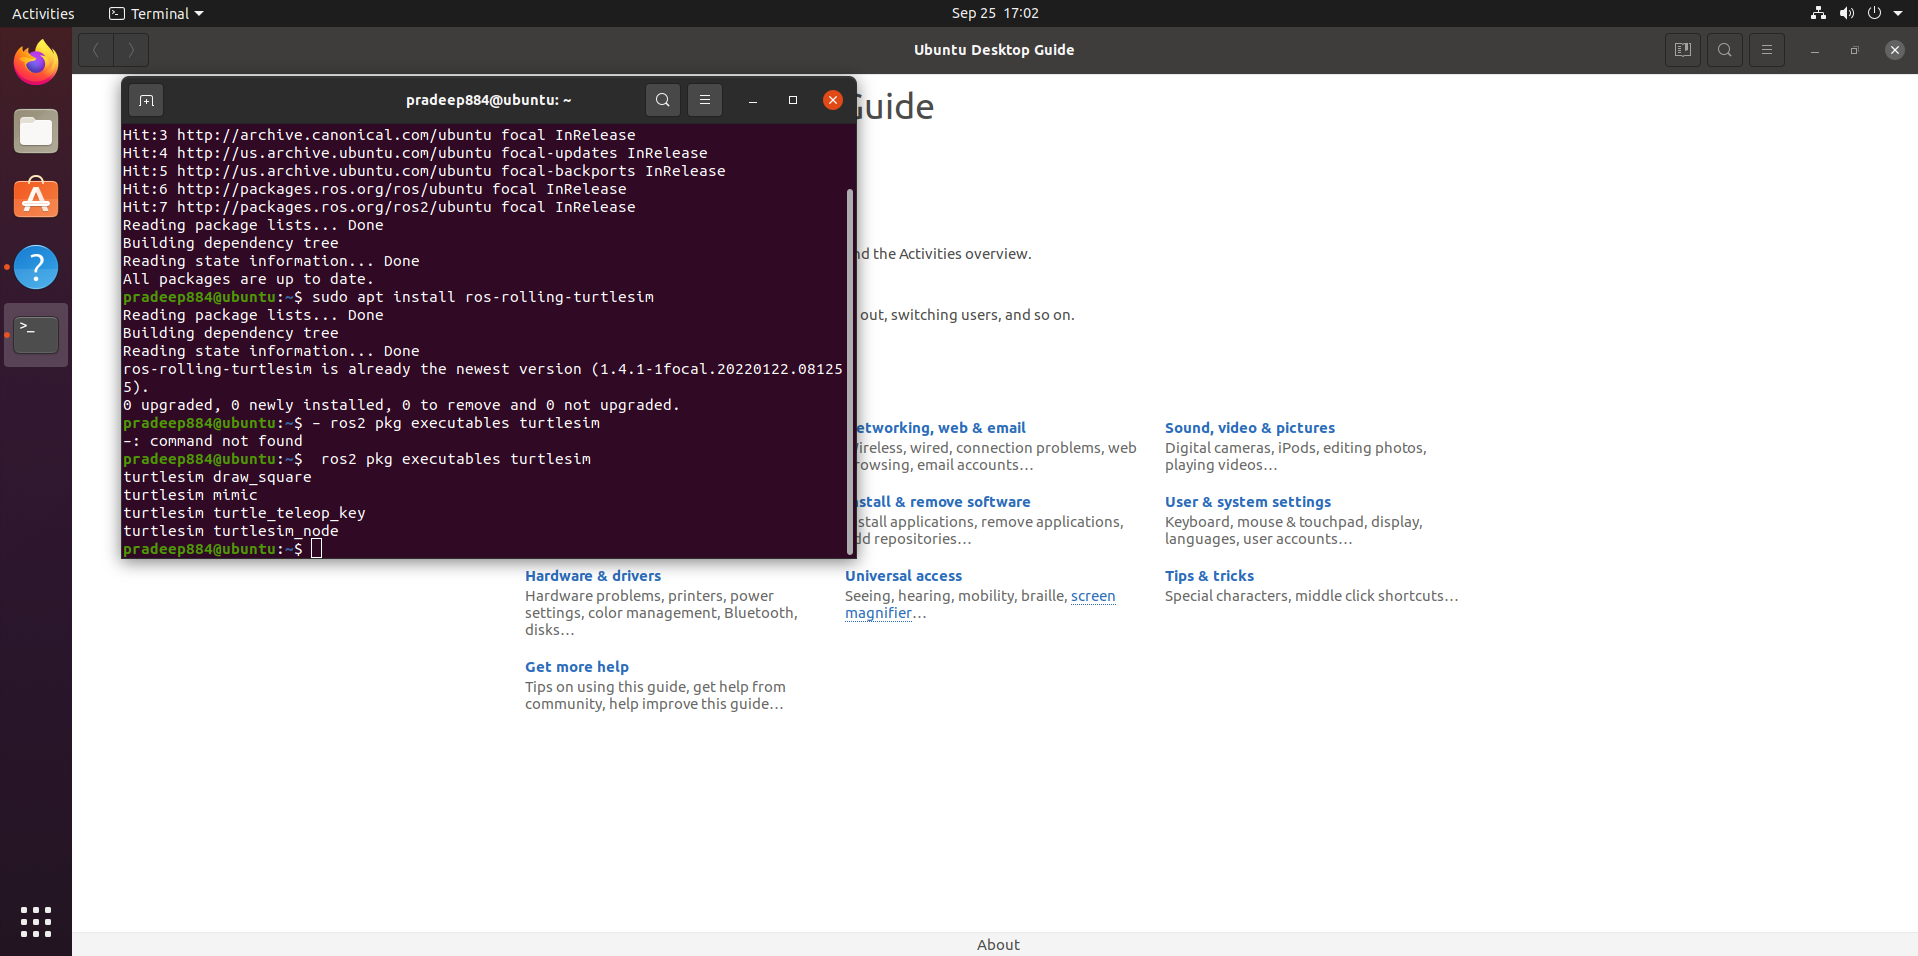 Activities
Terminal
Sep 25 17:02
Ubuntu Desktop Guide
pradeep884@ubuntu: ~
Hit:3 http://archive.canonical.com/ubuntu focal InRelease
Hit:4 http://us.archive.ubuntu.com/ubuntu focal-updates InRelease
Hit:5 http://us.archive.ubuntu.com/ubuntu focal-backports InRelease
Hit:6 http://packages.ros.org/ros/ubuntu focal InRelease
Hit:7 http://packages.ros.org/ros2/ubuntu focal InRelease
Reading package lists... Done
Building dependency tree
Reading state information... Done
All packages are up to date.
pradeep884@ubuntu:~$ sudo apt install ros-rolling-turtlesim
Reading package lists... Done
Building dependency tree
Reading state information... Done
ros-rolling-turtlesim is already the newest version (1.4.1-1focal.20220122.08125
5).
0 upgraded, 0 newly installed, 0 to remove and 0 not upgraded.
pradeep884@ubuntu:~$ – ros2 pkg executables turtlesim
–: command not found
pradeep884@ubuntu:~$  ros2 pkg executables turtlesim
turtlesim draw_square
turtlesim mimic
turtlesim turtle_teleop_key
turtlesim turtlesim_node
pradeep884@ubuntu:~$
Guide
nd the Activities overview.
out, switching users, and so on.
etworking, web & email
ireless, wired, connection problems, web
rowsing, email accounts…
Sound, video & pictures
Digital cameras, iPods, editing photos,
playing videos…
nstall & remove software
stall applications, remove applications,
dd repositories…
User & system settings
Keyboard, mouse & touchpad, display,
languages, user accounts…
Hardware & drivers
Hardware problems, printers, power
settings, color management, Bluetooth,
disks…
Universal access
Seeing, hearing, mobility, braille, screen
magnifier…
Tips & tricks
Special characters, middle click shortcuts…
Get more help
Tips on using this guide, get help from
community, help improve this guide…
About